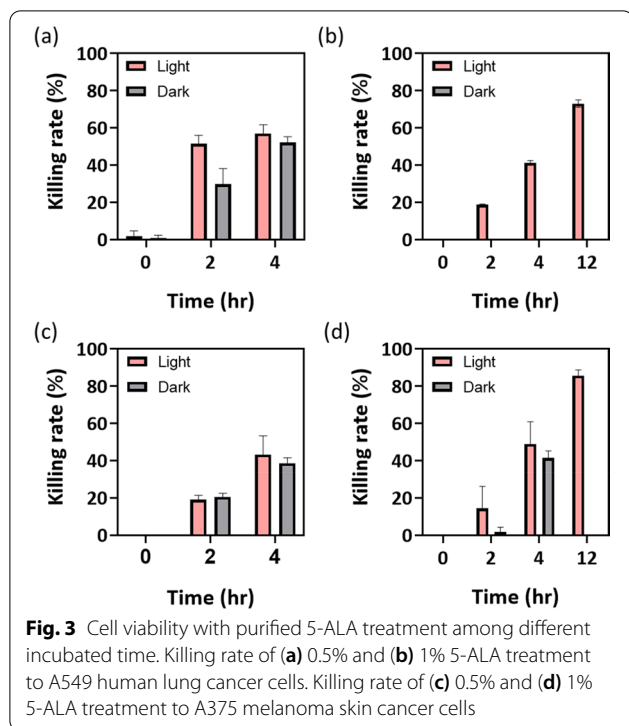 (a)
100
80
60
40
20
0
Killing rate (%)
Light
Dark
0 2 4
Time (hr)
(b)
100
80
60
40
20
0
Killing rate (%)
Light
Dark
0 2 4 12
Time (hr)
(c)
100
80
60
40
20
0
Killing rate (%)
Light
Dark
0 2 4
Time (hr)
(d)
100
80
60
40
20
0
Killing rate (%)
Light
Dark
0 2 4 12
Time (hr)
Fig. 3 Cell viability with purified 5-ALA treatment among different
incubated time. Killing rate of (a) 0.5% and (b) 1% 5-ALA treatment
to A549 human lung cancer cells. Killing rate of (c) 0.5% and (d) 1%
5-ALA treatment to A375 melanoma skin cancer cells